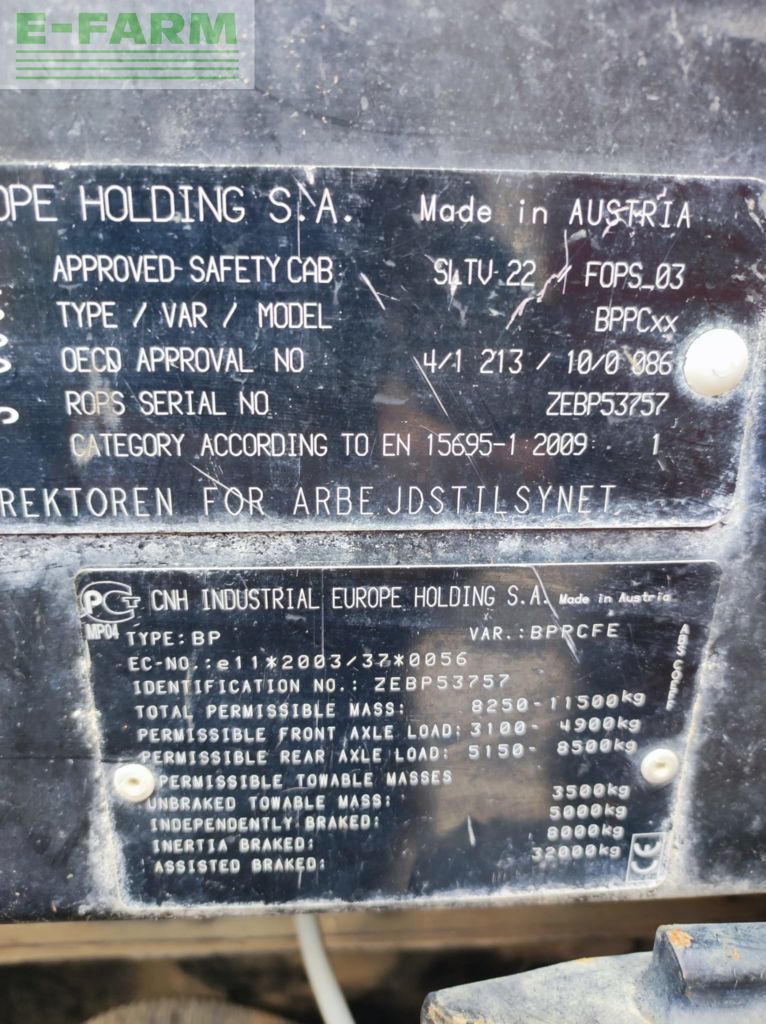 E-FARM
OPE HOLDING S.A. Made in AUSTRIA
APPROVED-SAFETY CAB SLTV 22 / FOPS_03
TYPE / VAR / MODEL BPPCxx
OECD APPROVAL NO 4/1 213 / 10/0 086
ROPS SERIAL NO ZEBP53757
CATEGORY ACCORDING TO EN 15695-1:2009: 1
REKTOREN FOR ARBEJDSTILSYNET
PCT CNH INDUSTRIAL EUROPE HOLDING S.A. Made in Austria
MP04
TYPE: BP VAR.: BPRCFE
EC-NO.: e11*2003/37*0056
IDENTIFICATION NO.: ZEBP53757
TOTAL PERMISSIBLE MASS: 8250-11500kg
PERMISSIBLE FRONT AXLE LOAD: 3100- 4900kg
PERMISSIBLE REAR AXLE LOAD: 5150- 8500kg
PERMISSIBLE TOWABLE MASSES
UNBRAKED TOWABLE MASS: 3500kg
INDEPENDENTLY BRAKED: 5000kg
INERTIA BRAKED: 8000kg
ASSISTED BRAKED: 32000kg
CE